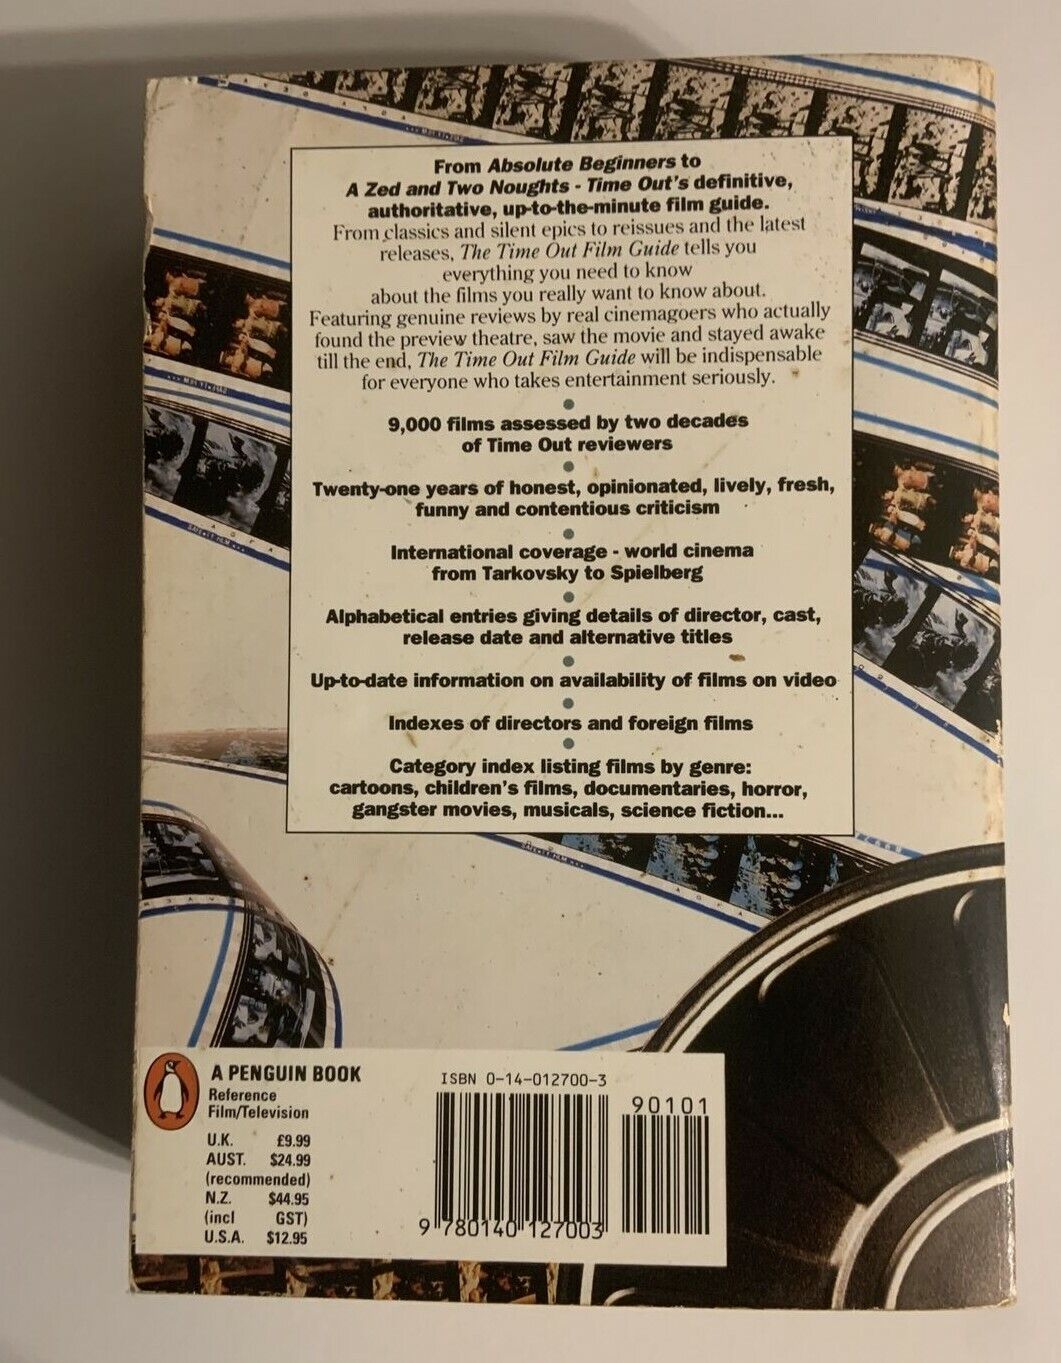 From Absolute Beginners to
A Zed and Two Noughts - Time Out's definitive,
authoritative, up-to-the-minute film guide.
From classics and silent epics to reissues and the latest
releases, The Time Out Film Guide tells you
everything you need to know
about the films you really want to know about.
Featuring genuine reviews by real cinemagoers who actually
found the preview theatre, saw the movie and stayed awake
till the end, The Time Out Film Guide will be indispensable
for everyone who takes entertainment seriously.
9,000 films assessed by two decades
of Time Out reviewers
Twenty-one years of honest, opinionated, lively, fresh,
funny and contentious criticism
International coverage - world cinema
from Tarkovsky to Spielberg
Alphabetical entries giving details of director, cast,
release date and alternative titles
Up-to-date information on availability of films on video
Indexes of directors and foreign films
Category index listing films by genre:
cartoons, children's films, documentaries, horror,
gangster movies, musicals, science fiction...
A PENGUIN BOOK
Reference
Film/Television
U.K. £9.99
AUST. $24.99
(recommended)
N.Z. $44.95
(incl GST)
U.S.A. $12.95
ISBN 0-14-012700-3
90101
9 780140 127003